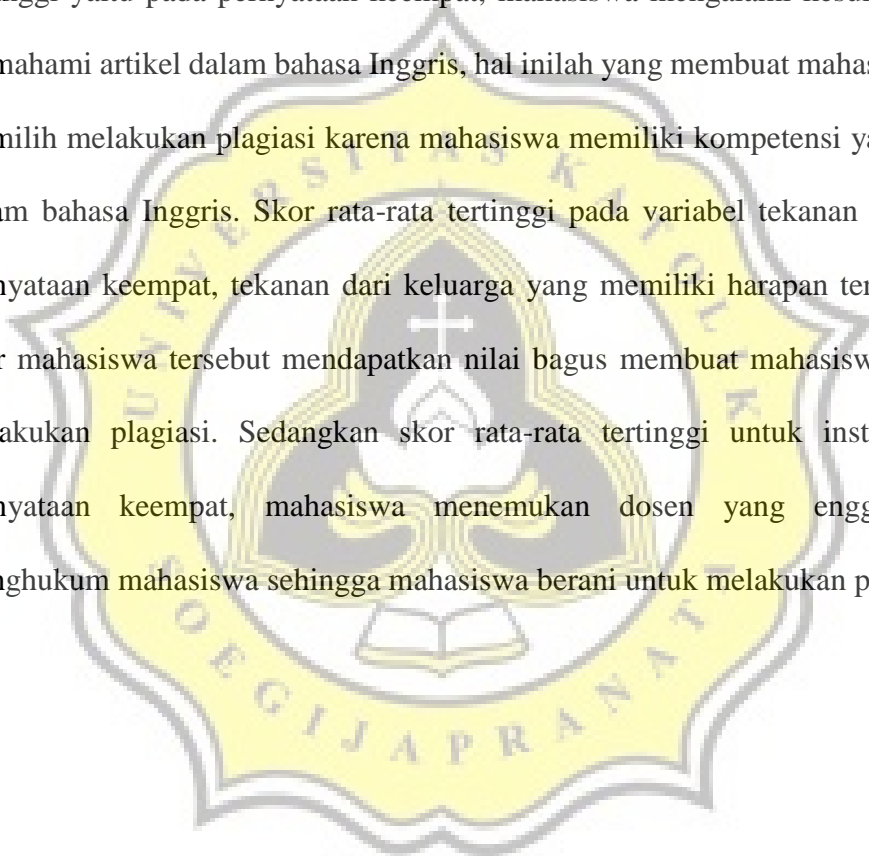 nggi yaitu pada pernyataan keempat, mahasiswa mengalami
mahami artikel dalam bahasa Inggris, hal inilah yang membuat mahas
milih melakukan plagiasi karena mahasiswa memiliki kompetensi ya
am bahasa Inggris. Skor rata-rata tertinggi pada variabel tekanan
nyataan keempat, tekanan dari keluarga yang memiliki harapan ter
r mahasiswa tersebut mendapatkan nilai bagus membuat mahasisw
akukan plagiasi. Sedangkan skor rata-rata tertinggi untuk inst
nyataan keempat, mahasiswa menemukan dosen yang engg
nghukum mahasiswa sehingga mahasiswa berani untuk melakukan p
UNIVERSITAS KATOLIK
SOEGIJAPRANATA